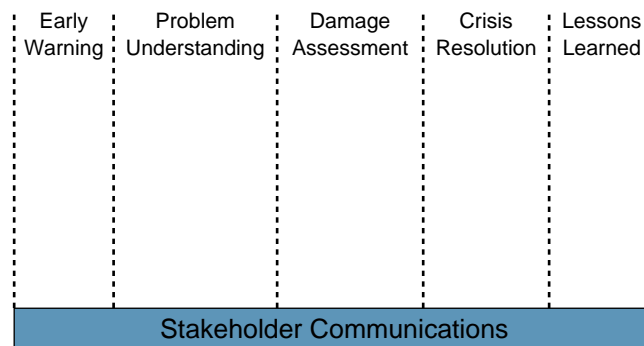 Early
Warning
Problem
Understanding
Damage
Assessment
Crisis
Resolution
Lessons
Learned
Stakeholder Communications